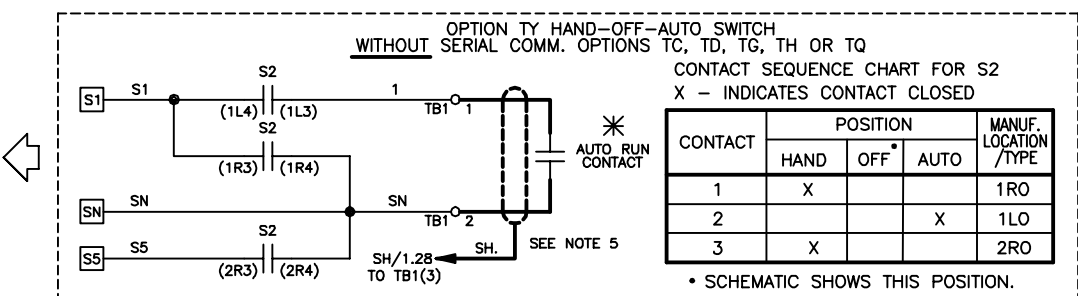 OPTION TY HAND-OFF-AUTO SWITCH
WITHOUT SERIAL COMM. OPTIONS TC, TD, TG, TH OR TQ
S1 S1 S2 (1L4) (1L3) 1 TB1 1
S2 (1R3) (1R4)
AUTO RUN
CONTACT
SN SN SN TB1 2
S5 S5 S2 (2R3) (2R4)
SH. SEE NOTE 5
SH/1.28
TO TB1(3)
CONTACT SEQUENCE CHART FOR S2
X - INDICATES CONTACT CLOSED
CONTACT POSITION MANUF. LOCATION /TYPE
HAND OFF• AUTO
1 X 1RO
2 X 1LO
3 X 2RO
• SCHEMATIC SHOWS THIS POSITION.